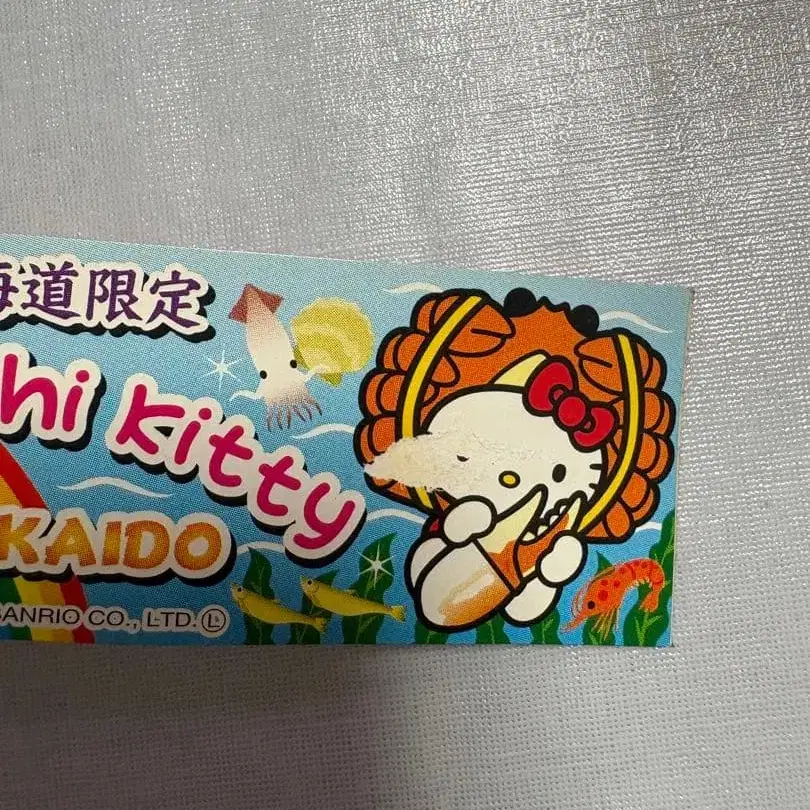 海道限定
hi kitty
KAIDO
SANRIO CO., LTD. Ⓛ